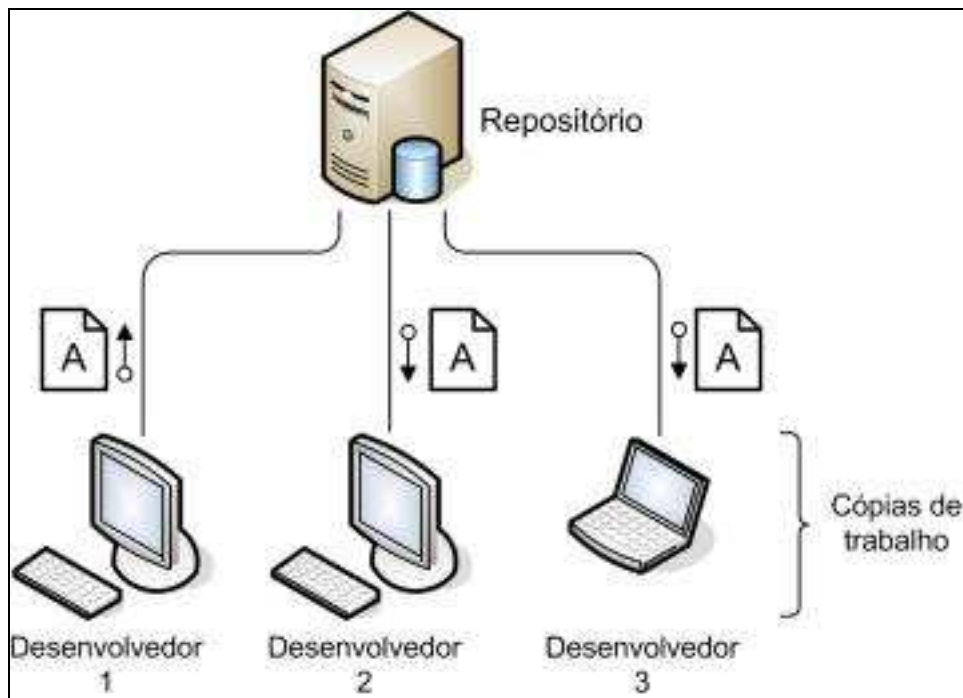 Repositório
A
A
A
Cópias de
trabalho
Desenvolvedor
1
Desenvolvedor
2
Desenvolvedor
3